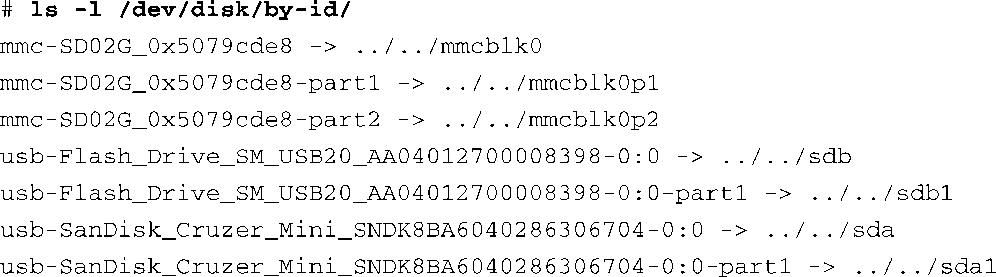 # ls -l /dev/disk/by-id/
mmc-SD02G_0x5079cde8 -> ../../mmcblk0
mmc-SD02G_0x5079cde8-part1 -> ../../mmcblk0p1
mmc-SD02G_0x5079cde8-part2 -> ../../mmcblk0p2
usb-Flash_Drive_SM_USB20_AA04012700008398-0:0 -> ../../sdb
usb-Flash_Drive_SM_USB20_AA04012700008398-0:0-part1 -> ../../sdb1
usb-SanDisk_Cruzer_Mini_SNDK8BA6040286306704-0:0 -> ../../sda
usb-SanDisk_Cruzer_Mini_SNDK8BA6040286306704-0:0-part1 -> ../../sda1